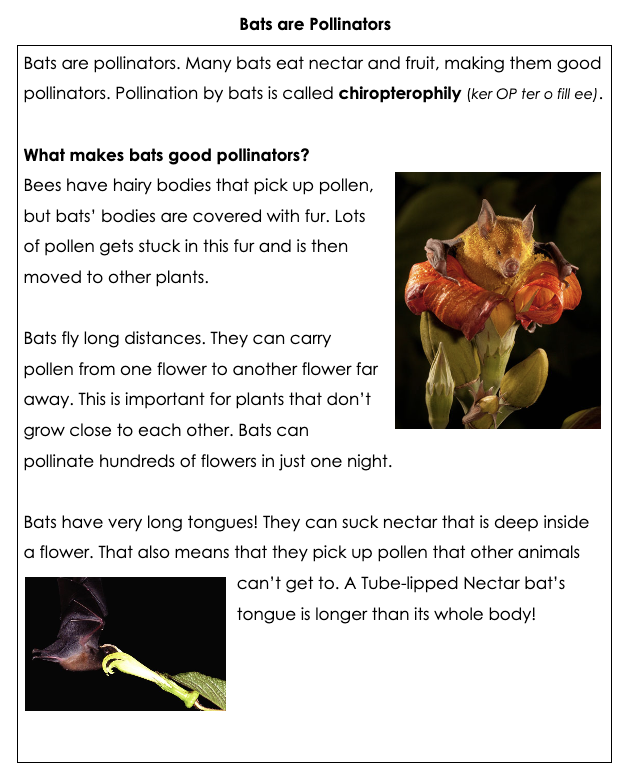 Bats are Pollinators
Bats are pollinators. Many bats eat nectar and fruit, making them good
pollinators. Pollination by bats is called chiropterophily (ker OP ter o fill ee).
What makes bats good pollinators?
Bees have hairy bodies that pick up pollen,
but bats’ bodies are covered with fur. Lots
of pollen gets stuck in this fur and is then
moved to other plants.
Bats fly long distances. They can carry
pollen from one flower to another flower far
away. This is important for plants that don’t
grow close to each other. Bats can
pollinate hundreds of flowers in just one night.
Bats have very long tongues! They can suck nectar that is deep inside
a flower. That also means that they pick up pollen that other animals
can’t get to. A Tube-lipped Nectar bat’s
tongue is longer than its whole body!